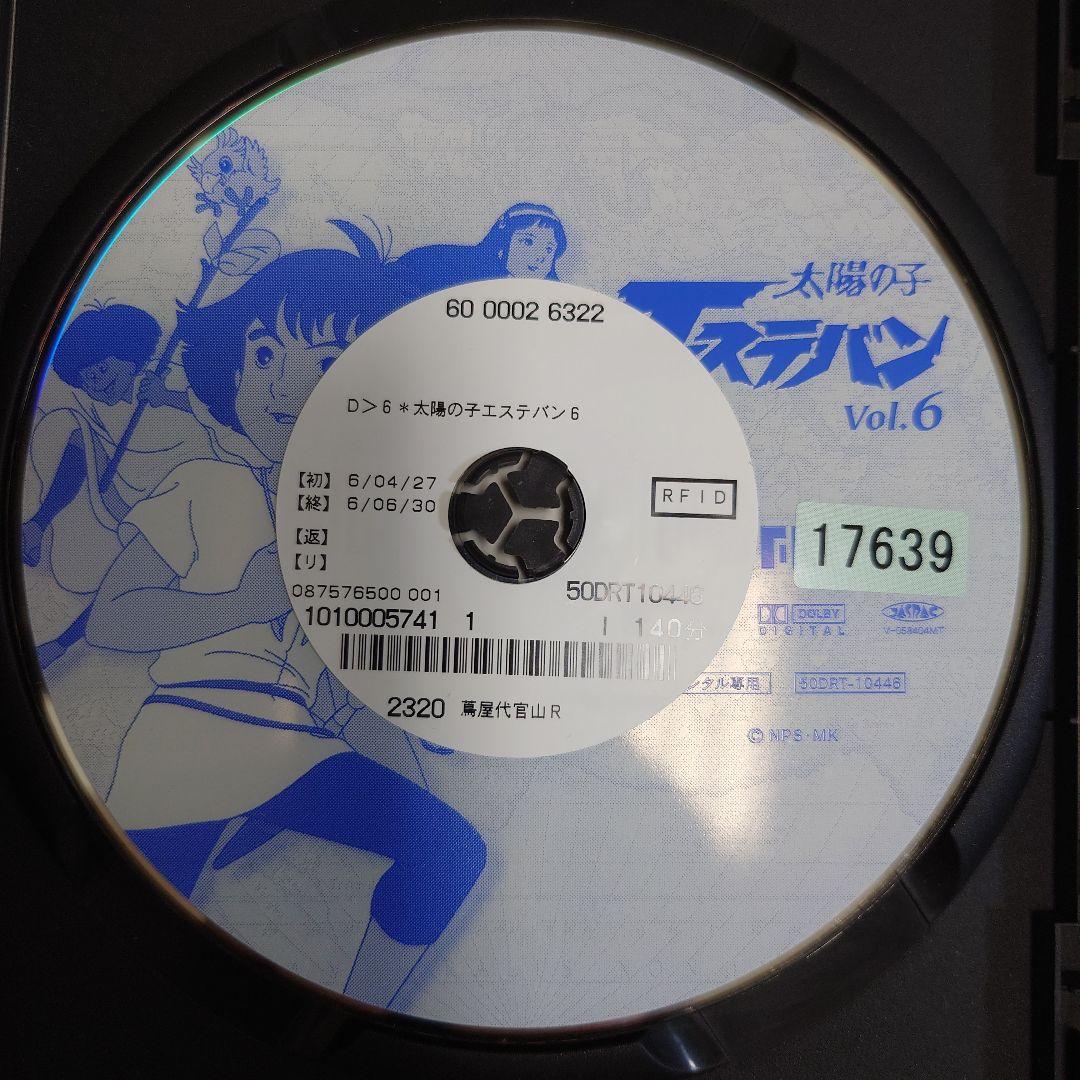 太陽の子
エステバン
Vol.6
60 0002 6322
D>6*太陽の子エステバン6
【初】 6/04/27
【終】 6/06/30
【返】
【リ】
RFID
17639
087576500 001
50DRT10446
1010005741 1
140分
2320 蔦屋代官山R
DOLBY
DIGITAL
JASRAC
V-058404MT
ンタル専用
50DRT-10446
© NPS・MK